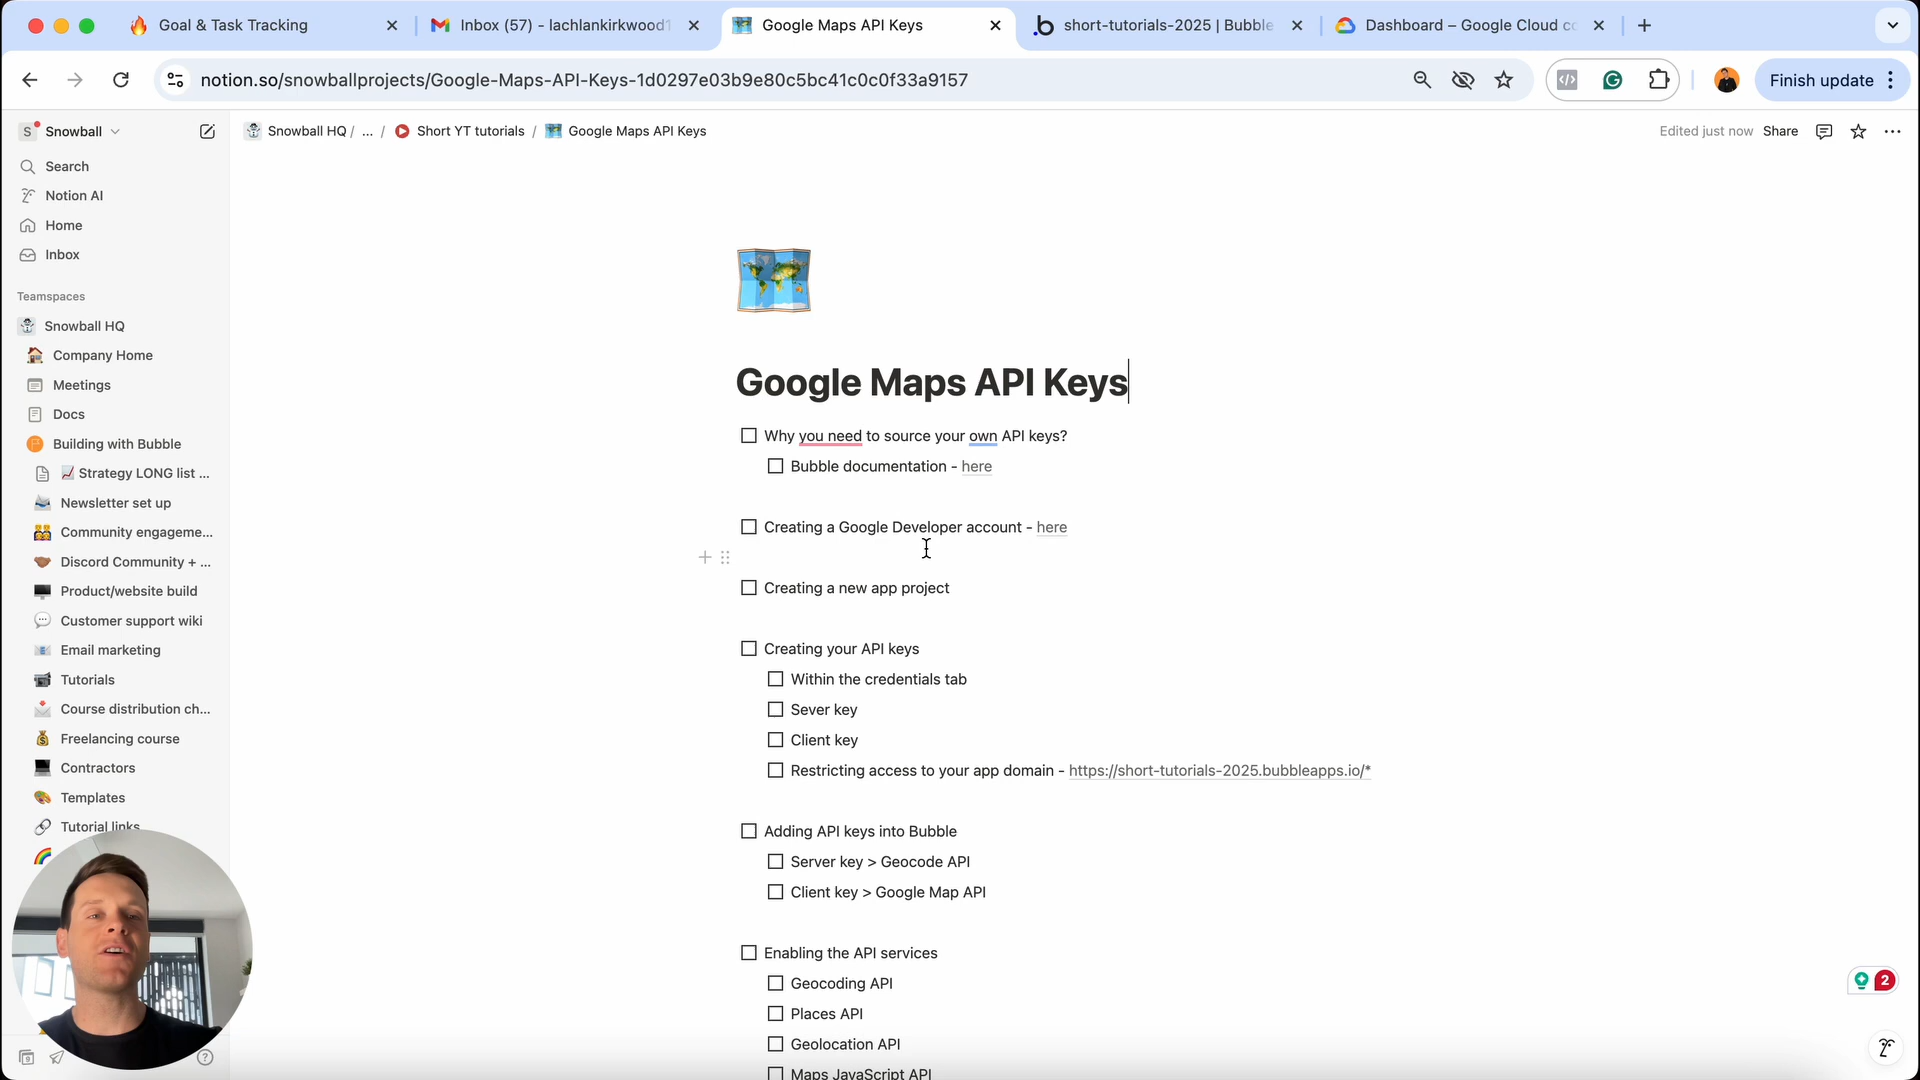 Goal & Task Tracking
Inbox (57) - lachlankirkwood1
Google Maps API Keys
short-tutorials-2025 | Bubble
Dashboard – Google Cloud co
notion.so/snowballprojects/Google-Maps-API-Keys-1d0297e03b9e80c5bc41c0c0f33a9157
Finish update
S Snowball
Snowball HQ / ... / Short YT tutorials / Google Maps API Keys
Edited just now Share
Search
Notion AI
Home
Inbox
Teamspaces
Snowball HQ
Company Home
Meetings
Docs
Building with Bubble
Strategy LONG list ...
Newsletter set up
Community engageme...
Discord Community + ...
Product/website build
Customer support wiki
Email marketing
Tutorials
Course distribution ch...
Freelancing course
Contractors
Templates
Tutorial links
Google Maps API Keys
Why you need to source your own API keys?
Bubble documentation - here
Creating a Google Developer account - here
Creating a new app project
Creating your API keys
Within the credentials tab
Sever key
Client key
Restricting access to your app domain - https://short-tutorials-2025.bubbleapps.io/*
Adding API keys into Bubble
Server key > Geocode API
Client key > Google Map API
Enabling the API services
Geocoding API
Places API
Geolocation API
Maps JavaScript API
2